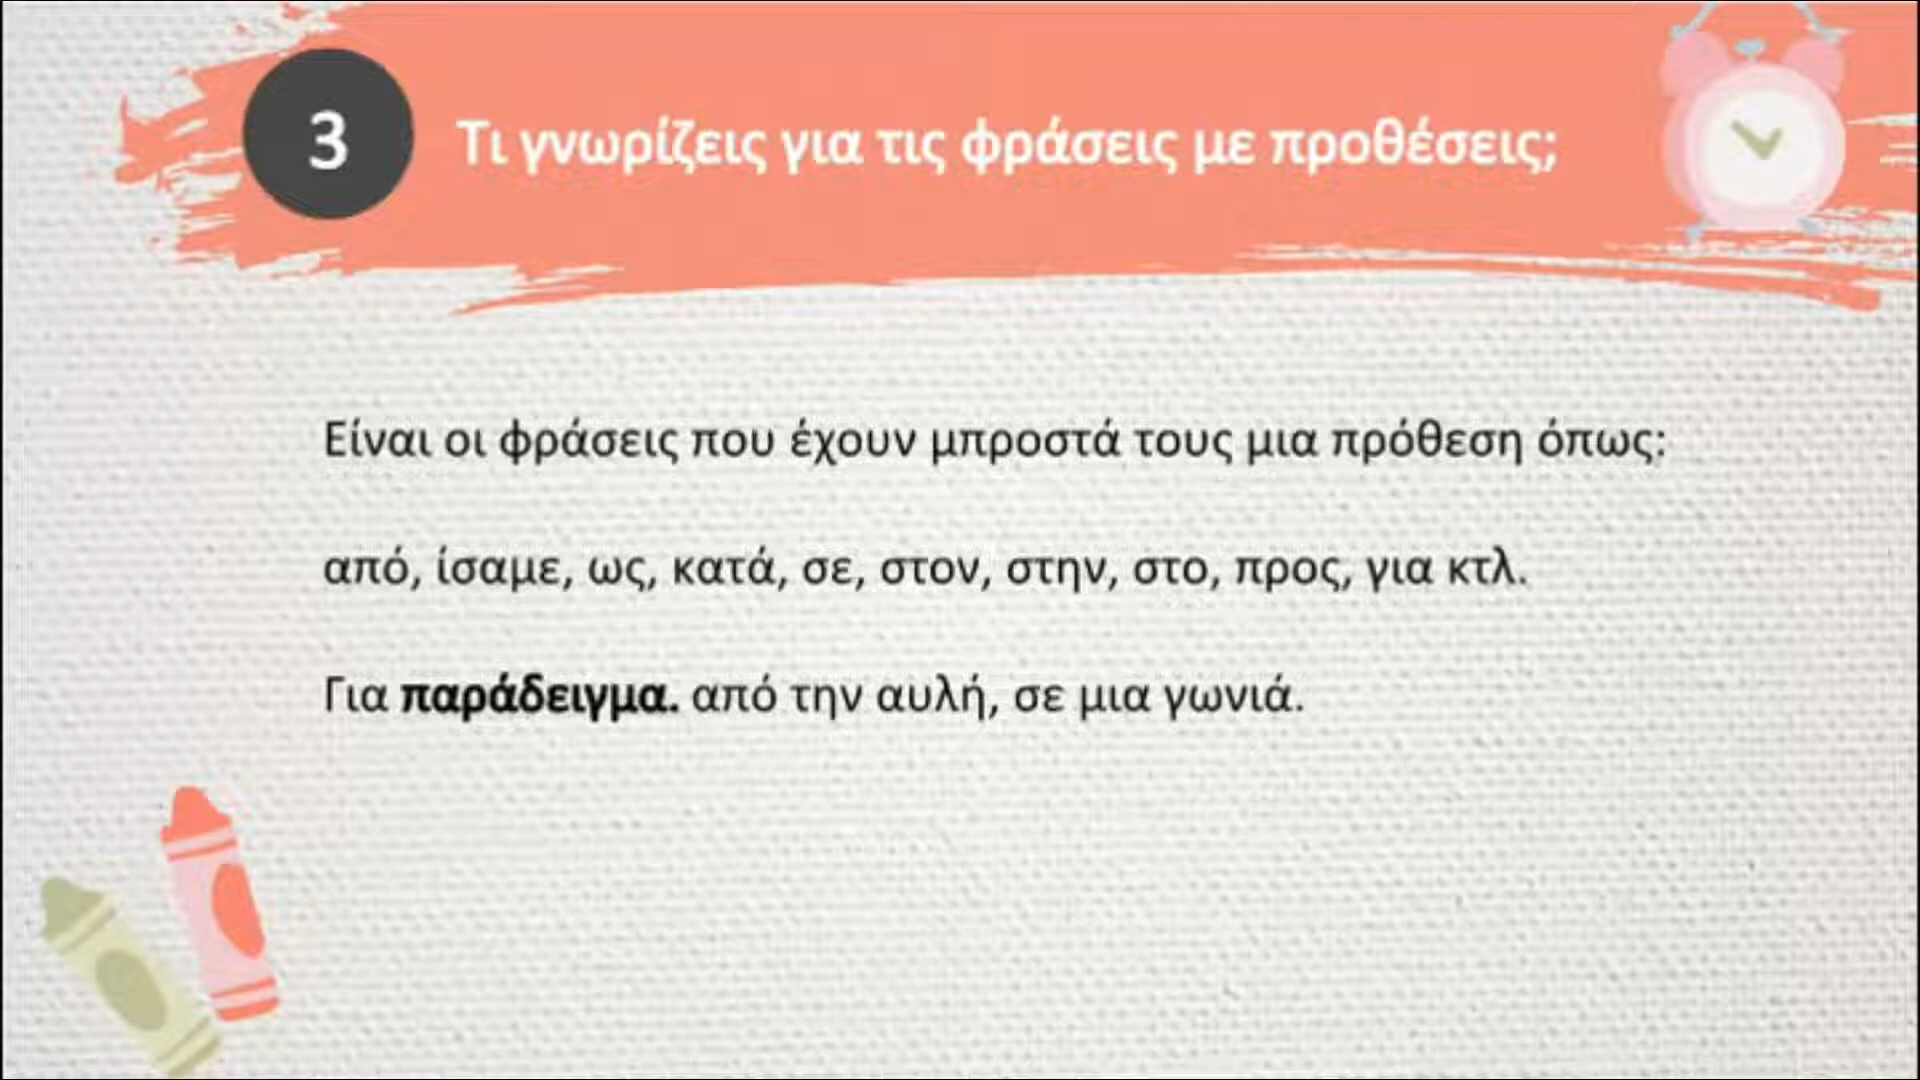 3
Τι γνωρίζεις για τις φράσεις με προθέσεις;
Είναι οι φράσεις που έχουν μπροστά τους μια πρόθεση όπως:
από, ίσαμε, ως, κατά, σε, στον, στην, στο, προς, για κτλ.
Για παράδειγμα. από την αυλή, σε μια γωνιά.